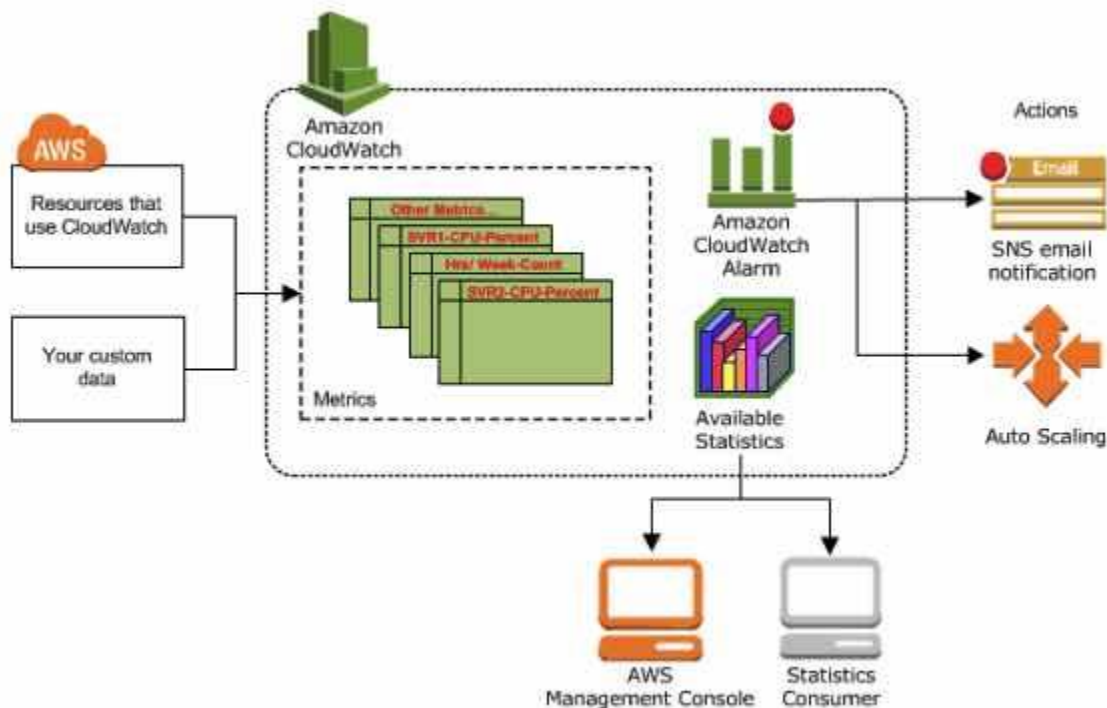 Amazon
CloudWatch
AWS
Resources that
use CloudWatch
Your custom
data
Other Metrics...
SVR1-CPU-Percent
Hrs/ Week-Count
SVR2-CPU-Percent
Metrics
Amazon
CloudWatch
Alarm
Available
Statistics
Actions
Email
SNS email
notification
Auto Scaling
AWS
Management Console
Statistics
Consumer